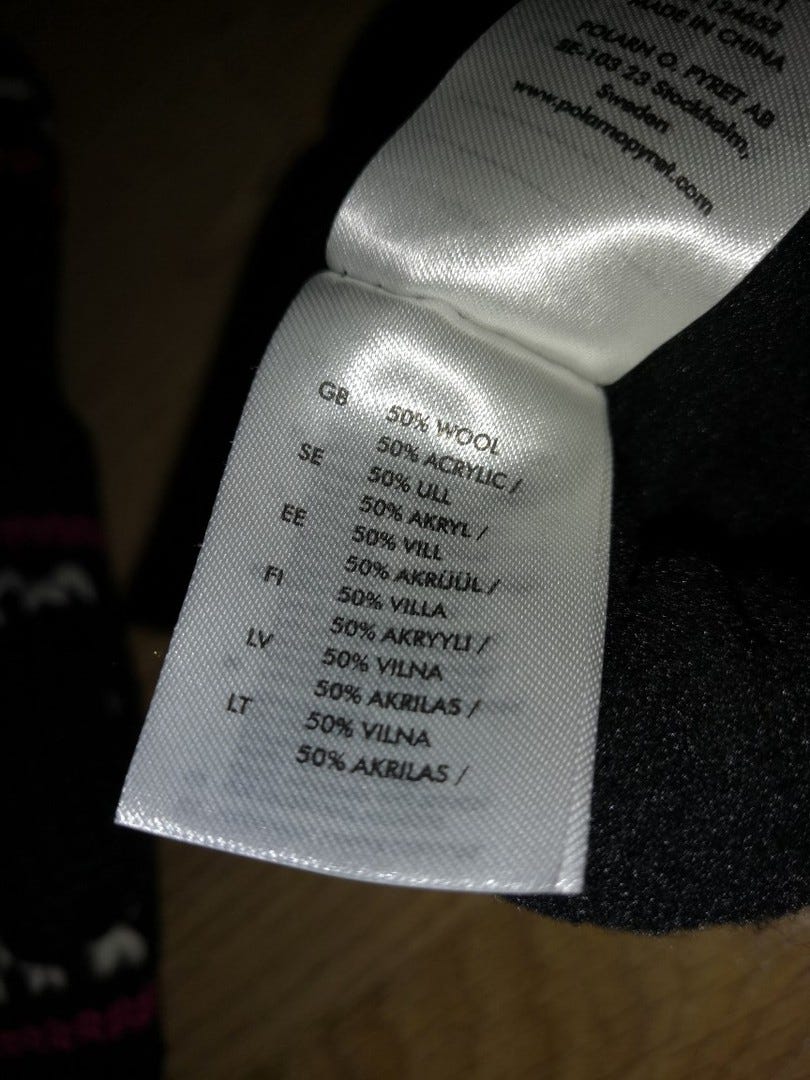 124653
MADE IN CHINA
POLARN O. PYRET AB
SE-108 23 Stockholm,
Sweden
www.polarnopyret.com
GB 50% WOOL
50% ACRYLIC /
SE 50% ULL
50% AKRYL /
EE 50% VILL
50% AKRÜÜL /
FI 50% VILLA
50% AKRYYLI /
LV 50% VILNA
50% AKRILAS /
LT 50% VILNA
50% AKRILAS /